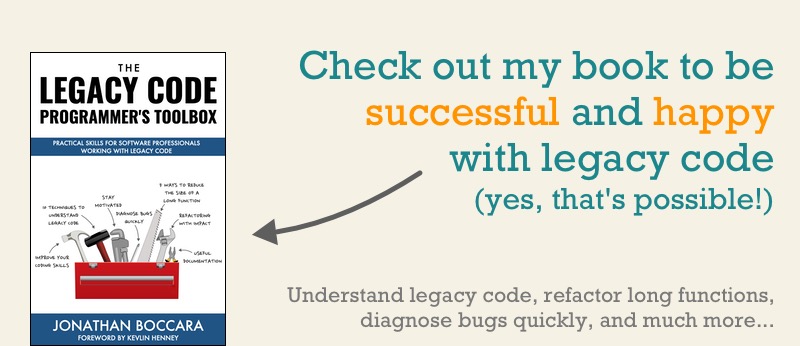 THE
LEGACY CODE
PROGRAMMER'S TOOLBOX
PRACTICAL SKILLS FOR SOFTWARE PROFESSIONALS
WORKING WITH LEGACY CODE
10 TECHNIQUES TO
UNDERSTAND
LEGACY CODE
STAY
MOTIVATED
7 WAYS TO REDUCE
THE SIZE OF A
LONG FUNCTION
DIAGNOSE BUGS
QUICKLY
REFACTORING
WITH IMPACT
IMPROVE YOUR
CODING SKILLS
USEFUL
DOCUMENTATION
JONATHAN BOCCARA
FOREWORD BY KEVLIN HENNEY
Check out my book to be
successful and happy
with legacy code
(yes, that's possible!)
Understand legacy code, refactor long functions,
diagnose bugs quickly, and much more...